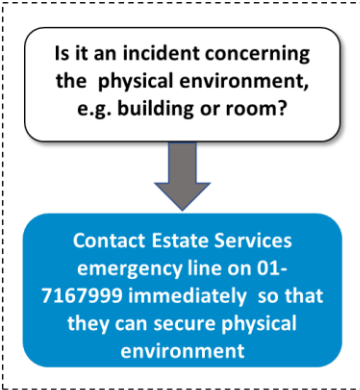 Is it an incident concerning
the physical environment,
e.g. building or room?
Contact Estate Services
emergency line on 01-
7167999 immediately so that
they can secure physical
environment